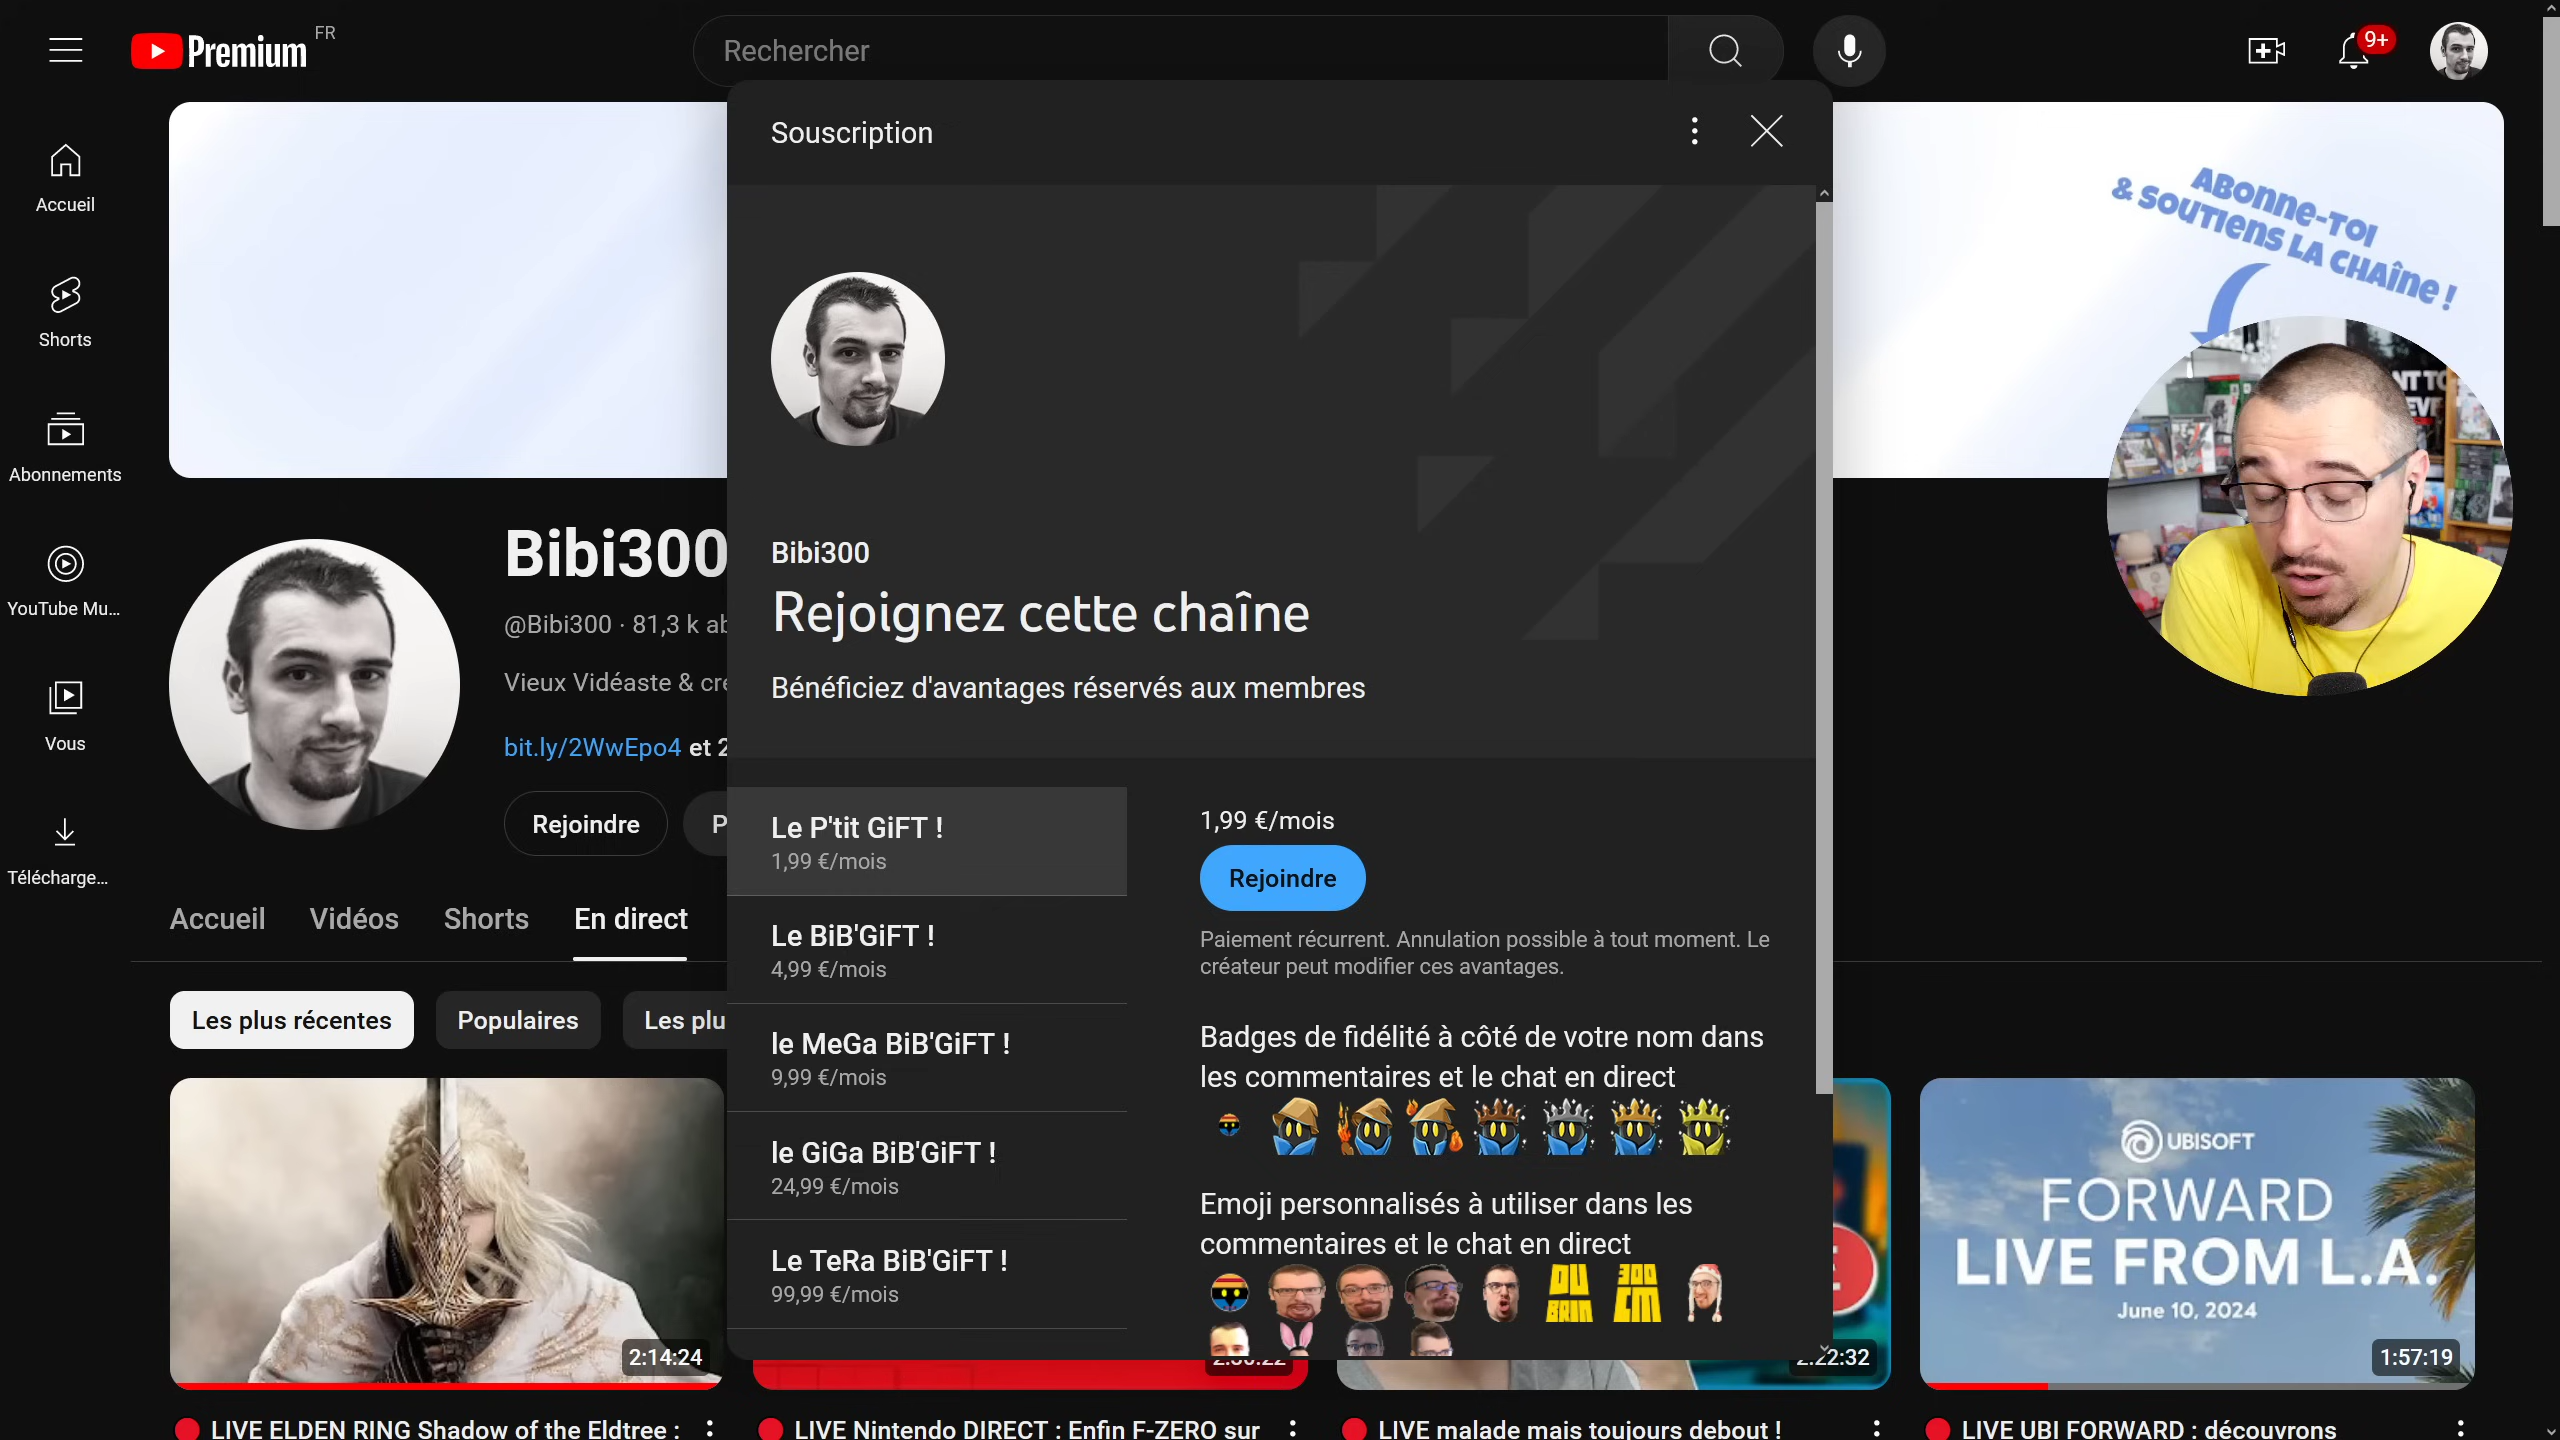 Premium FR
Rechercher
9+
Accueil
Shorts
Abonnements
YouTube Mu...
Vous
Télécharge...
ABONNE-TOI
& SOUTIENS LA CHAÎNE !
Bibi300
@Bibi300 · 81,3 k
Vieux Vidéaste &
bit.ly/2WwEpo4 et
Rejoindre
Accueil
Vidéos
Shorts
En direct
Les plus récentes
Populaires
Les
Souscription
Bibi300
Rejoignez cette chaîne
Bénéficiez d'avantages réservés aux membres
Le P'tit GiFT !
1,99 €/mois
Le BiB'GiFT !
4,99 €/mois
le MeGa BiB'GiFT !
9,99 €/mois
le GiGa BiB'GiFT !
24,99 €/mois
Le TeRa BiB'GiFT !
99,99 €/mois
1,99 €/mois
Rejoindre
Paiement récurrent. Annulation possible à tout moment. Le
créateur peut modifier ces avantages.
Badges de fidélité à côté de votre nom dans
les commentaires et le chat en direct
Emoji personnalisés à utiliser dans les
commentaires et le chat en direct
DU
300
CM
UBISOFT
FORWARD
LIVE FROM L.A.
June 10, 2024
2:14:24
1:57:19
LIVE ELDEN RING Shadow of the Eldtree :
LIVE Nintendo DIRECT : Enfin F-ZERO sur
LIVE malade mais toujours debout !
LIVE UBI FORWARD : découvrons